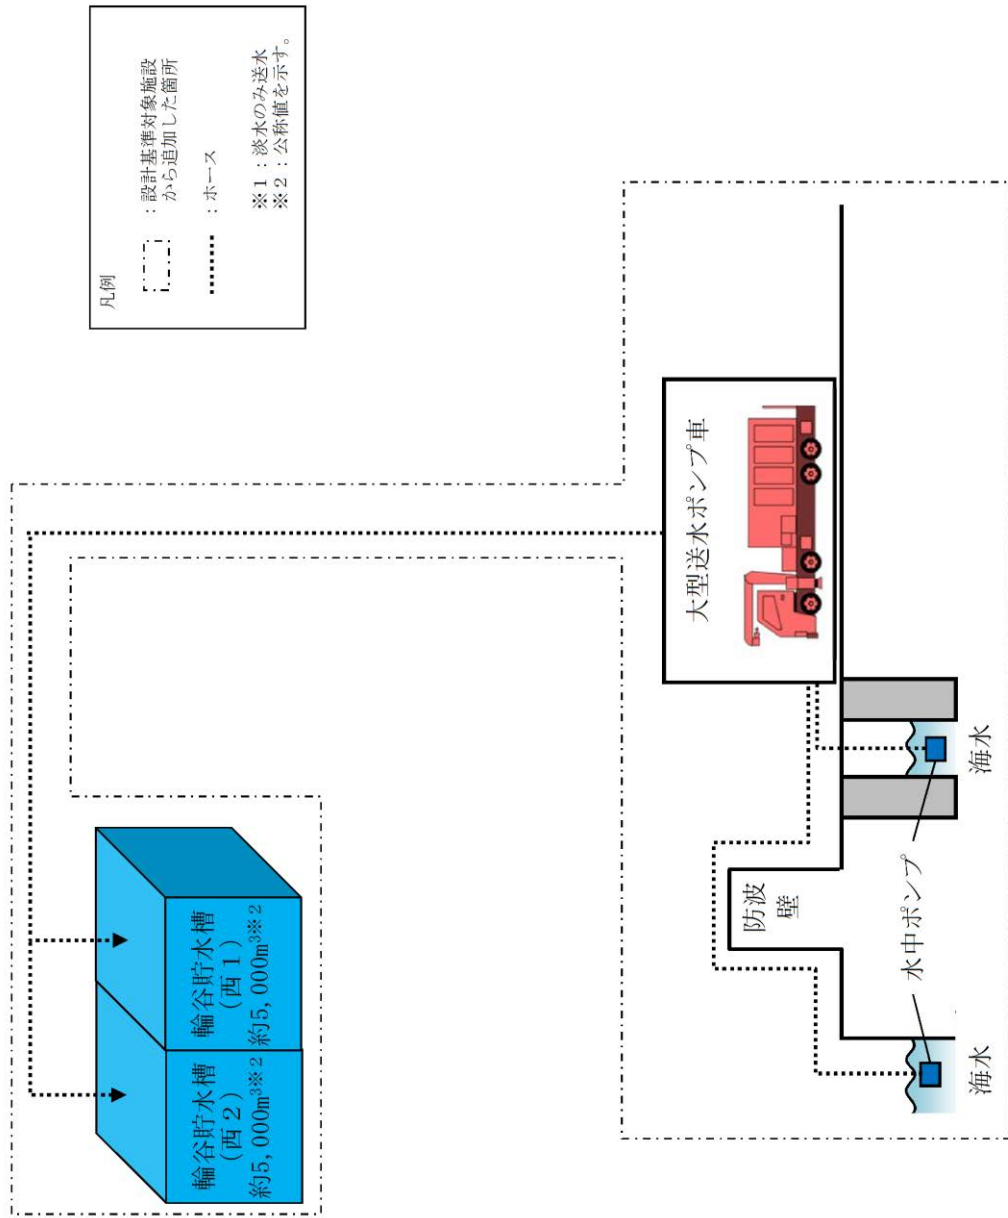 凡例
：設計基準対象施設
から追加した箇所
：ホース
※１：淡水のみ送水
※２：公称値を示す。
輪谷貯水槽
（西２）
約5,000m³※２
輪谷貯水槽
（西１）
約5,000m³※２
大型送水ポンプ車
防波
壁
水中ポンプ
海水
海水